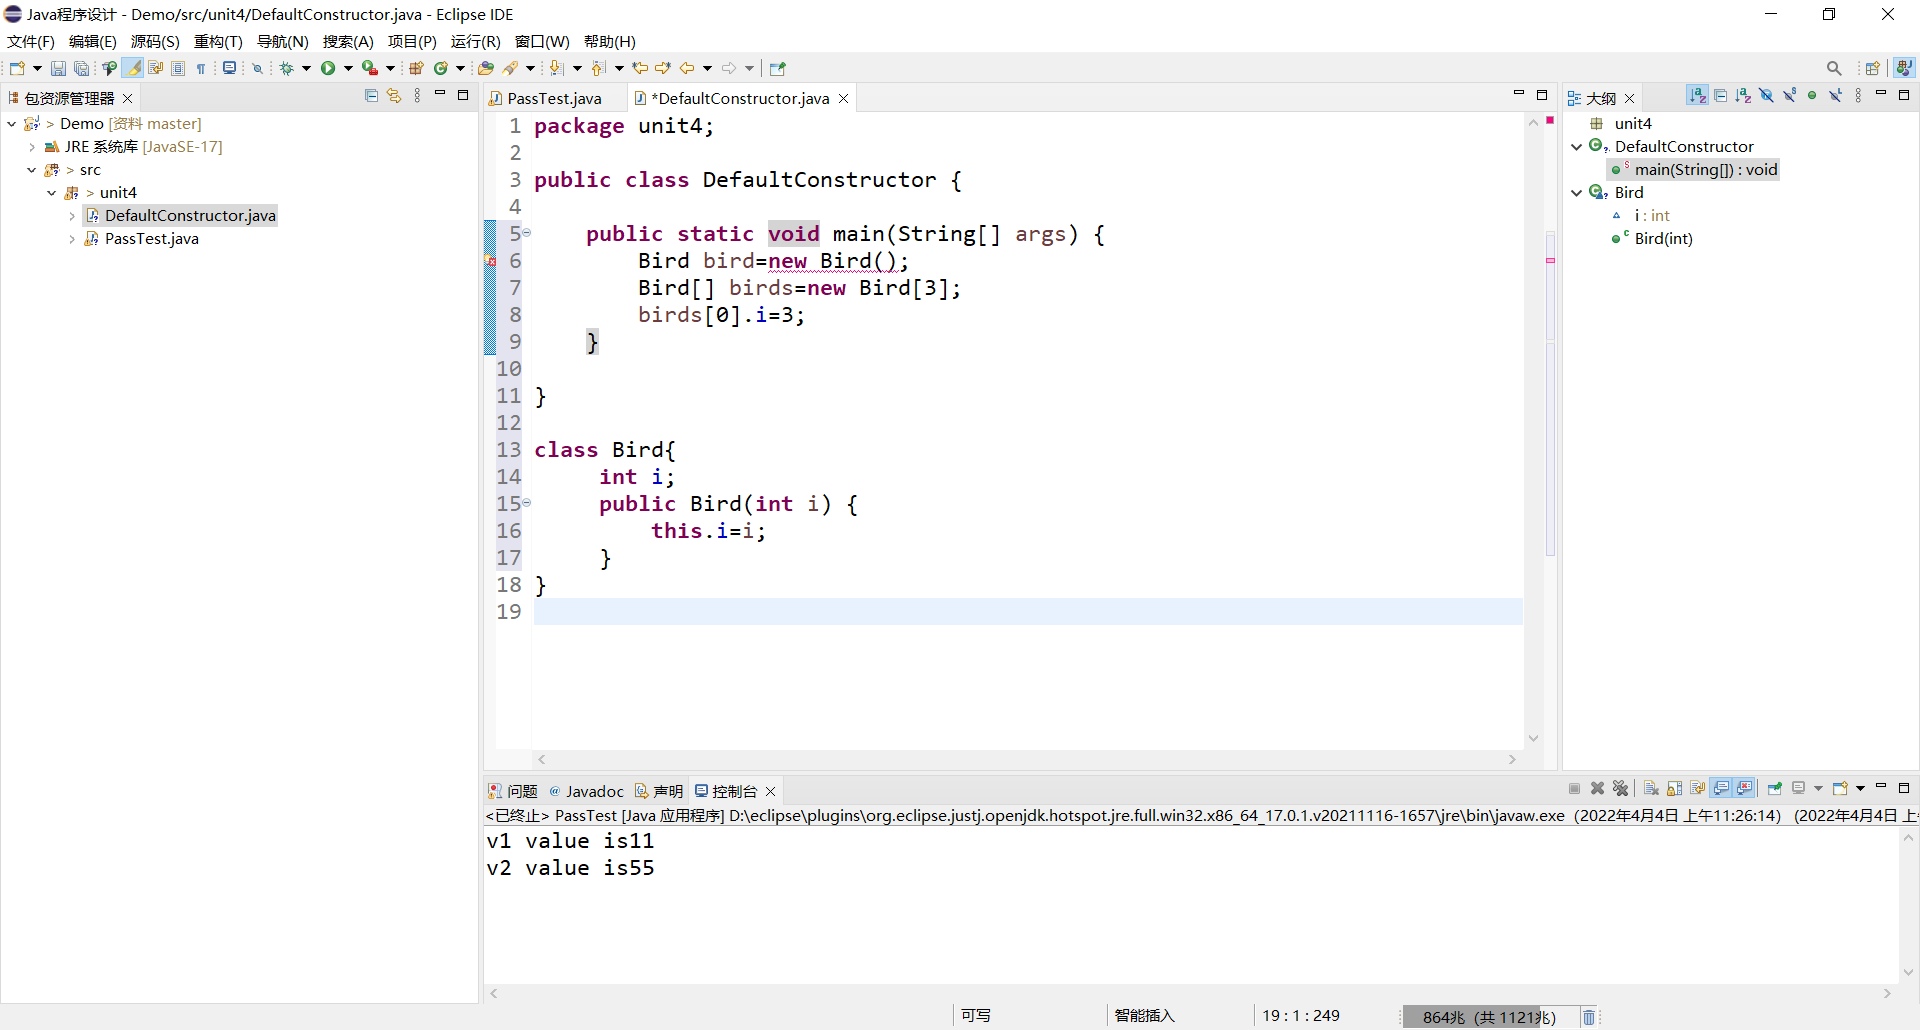 Java程序设计 - Demo/src/unit4/DefaultConstructor.java - Eclipse IDE
文件(F) 编辑(E) 源码(S) 重构(T) 导航(N) 搜索(A) 项目(P) 运行(R) 窗口(W) 帮助(H)
包资源管理器
> Demo [资料 master]
JRE 系统库 [JavaSE-17]
> src
> unit4
DefaultConstructor.java
PassTest.java
PassTest.java *DefaultConstructor.java
1 package unit4;
2
3 public class DefaultConstructor {
4
5 public static void main(String[] args) {
6 Bird bird=new Bird();
7 Bird[] birds=new Bird[3];
8 birds[0].i=3;
9 }
10
11 }
12
13 class Bird{
14 int i;
15 public Bird(int i) {
16 this.i=i;
17 }
18 }
19
大纲
unit4
DefaultConstructor
main(String[]) : void
Bird
i : int
Bird(int)
问题 @ Javadoc 声明 控制台
<已终止> PassTest [Java 应用程序] D:\eclipse\plugins\org.eclipse.justj.openjdk.hotspot.jre.full.win32.x86_64_17.0.1.v20211116-1657\jre\bin\javaw.exe (2022年4月4日 上午11:26:14) (2022年4月4日 上
v1 value is11
v2 value is55
可写 智能插入 19 : 1 : 249 864兆 (共 1121兆)